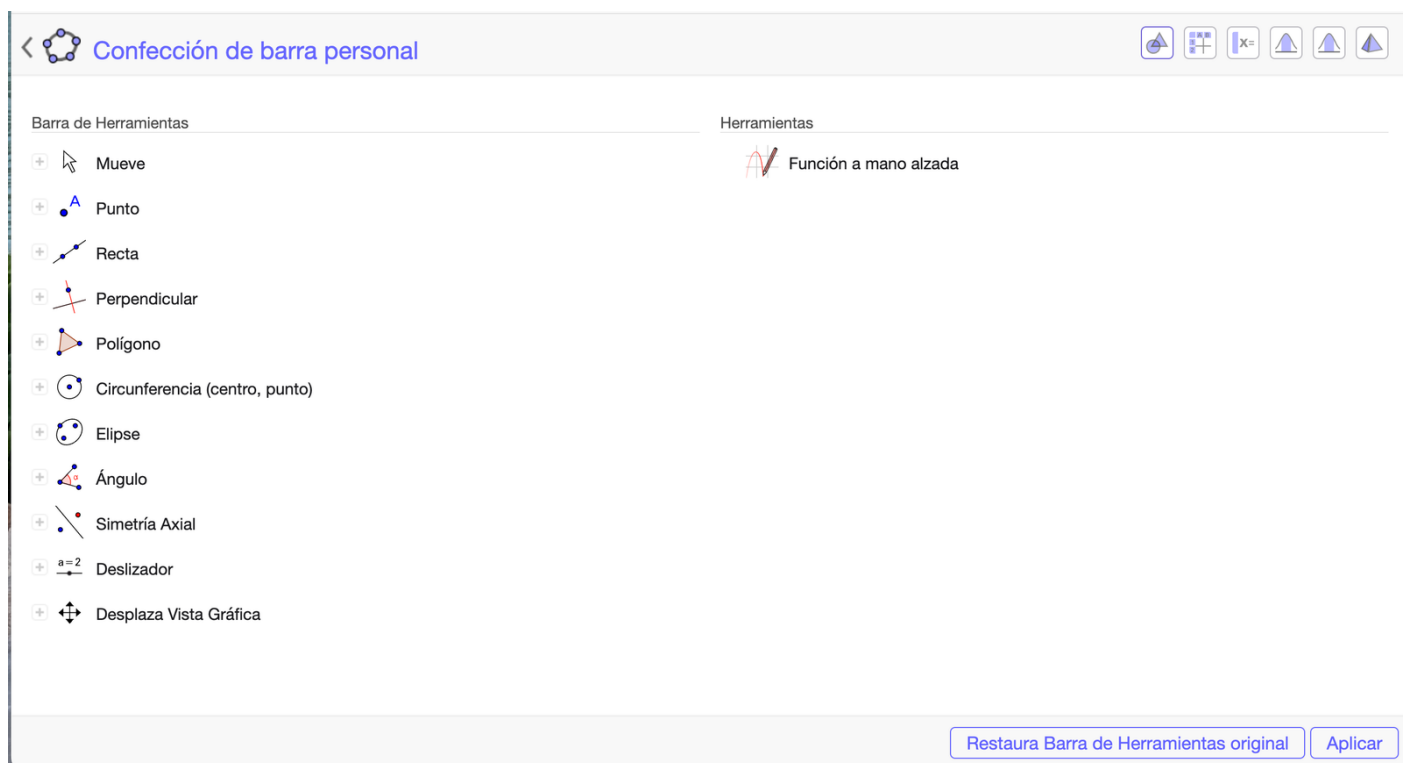 Confección de barra personal
x=
Barra de Herramientas
Mueve
A
Punto
Recta
Perpendicular
Polígono
Circunferencia (centro, punto)
Elipse
α
Ángulo
Simetría Axial
a=2
Deslizador
Desplaza Vista Gráfica
Herramientas
Función a mano alzada
Restaura Barra de Herramientas original
Aplicar